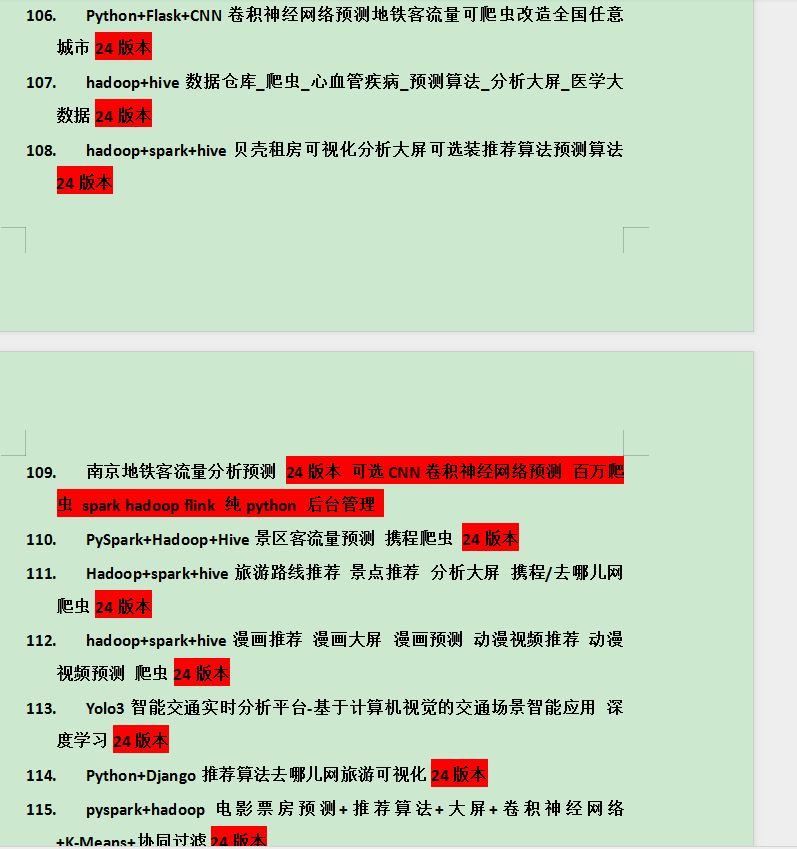 106. Python+Flask+CNN 卷积神经网络预测地铁客流量可爬虫改造全国任意
城市 24 版本
107. hadoop+hive 数据仓库_爬虫_心血管疾病_预测算法_分析大屏_医学大
数据 24 版本
108. hadoop+spark+hive 贝壳租房可视化分析大屏可选装推荐算法预测算法
24 版本
109. 南京地铁客流量分析预测 24 版本 可选 CNN 卷积神经网络预测 百万爬
虫 spark hadoop flink 纯 python 后台管理
110. PySpark+Hadoop+Hive 景区客流量预测 携程爬虫 24 版本
111. Hadoop+spark+hive 旅游路线推荐 景点推荐 分析大屏 携程/去哪儿网
爬虫 24 版本
112. hadoop+spark+hive 漫画推荐 漫画大屏 漫画预测 动漫视频推荐 动漫
视频预测 爬虫 24 版本
113. Yolo3 智能交通实时分析平台-基于计算机视觉的交通场景智能应用 深
度学习 24 版本
114. Python+Django 推荐算法去哪儿网旅游可视化 24 版本
115. pyspark+hadoop 电影票房预测+推荐算法+大屏+卷积神经网络
+K-Means+协同过滤 24 版本